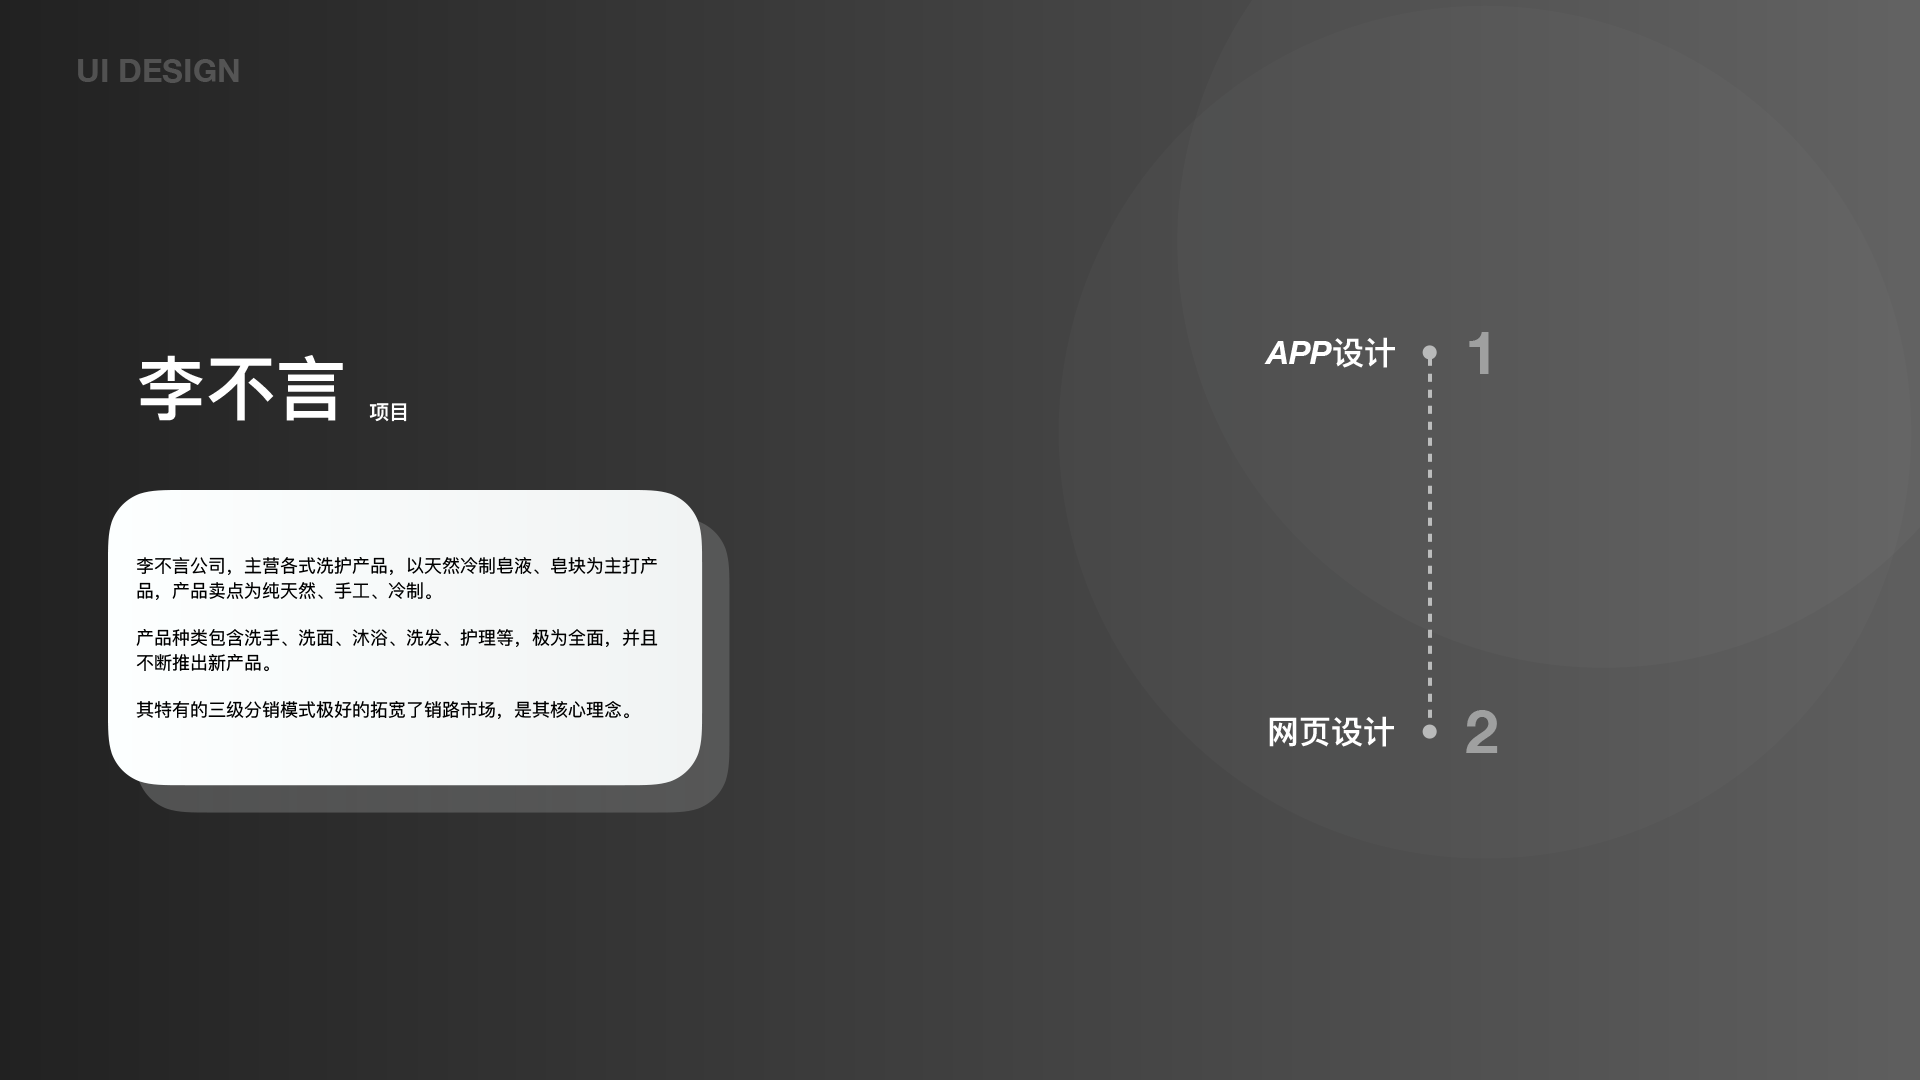 UI DESIGN
李不言 项目
李不言公司，主营各式洗护产品，以天然冷制皂液、皂块为主打产
品，产品卖点为纯天然、手工、冷制。
产品种类包含洗手、洗面、沐浴、洗发、护理等，极为全面，并且
不断推出新产品。
其特有的三级分销模式极好的拓宽了销路市场，是其核心理念。
APP设计 1
网页设计 2